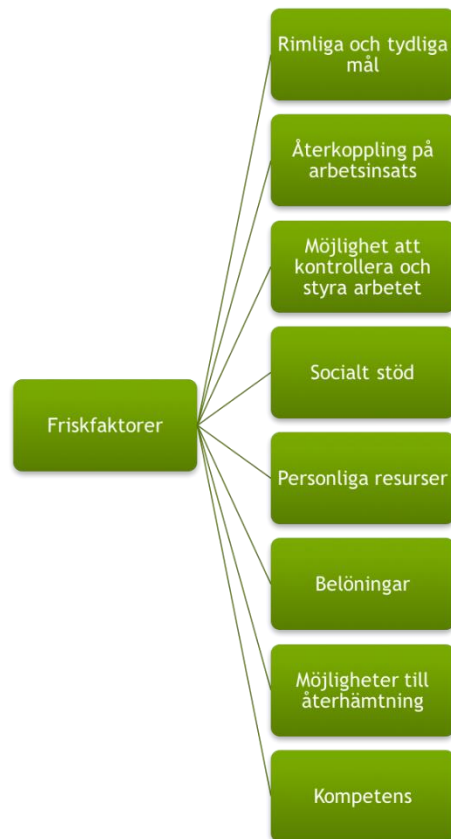 Friskfaktorer
Rimliga och tydliga
mål
Återkoppling på
arbetsinsats
Möjlighet att
kontrollera och
styra arbetet
Socialt stöd
Personliga resurser
Belöningar
Möjligheter till
återhämtning
Kompetens